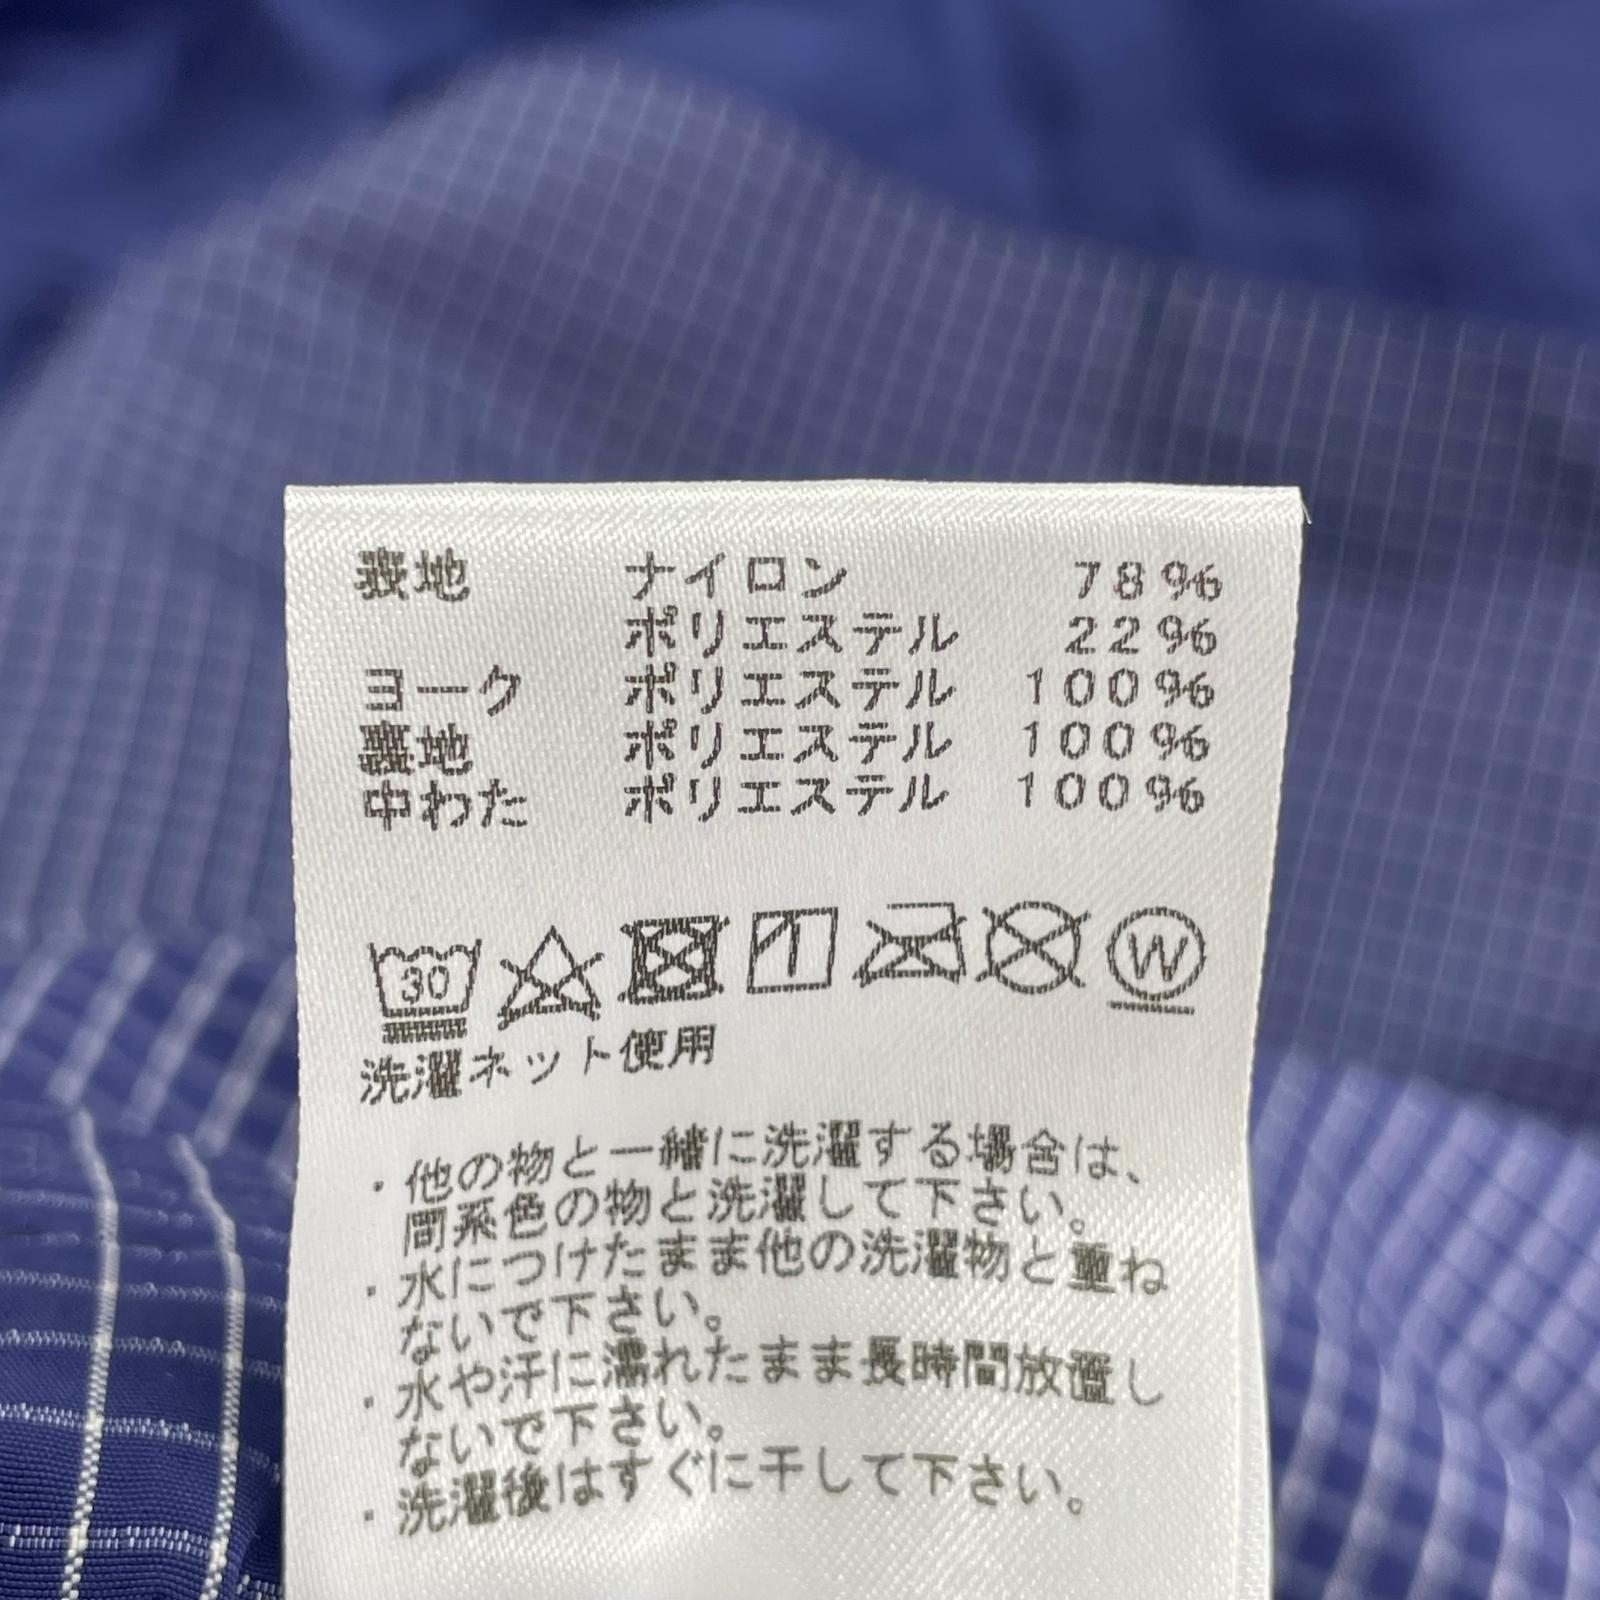 表地 ナイロン 78%
ポリエステル 22%
ヨーク ポリエステル 100%
裏地 ポリエステル 100%
中わた ポリエステル 100%
30 W
洗濯ネット使用
・他の物と一緒に洗濯する場合は、
間系色の物と洗濯して下さい。
・水につけたまま他の洗濯物と重ね
ないで下さい。
・水や汗に濡れたまま長時間放置し
ないで下さい。
・洗濯後はすぐに干して下さい。